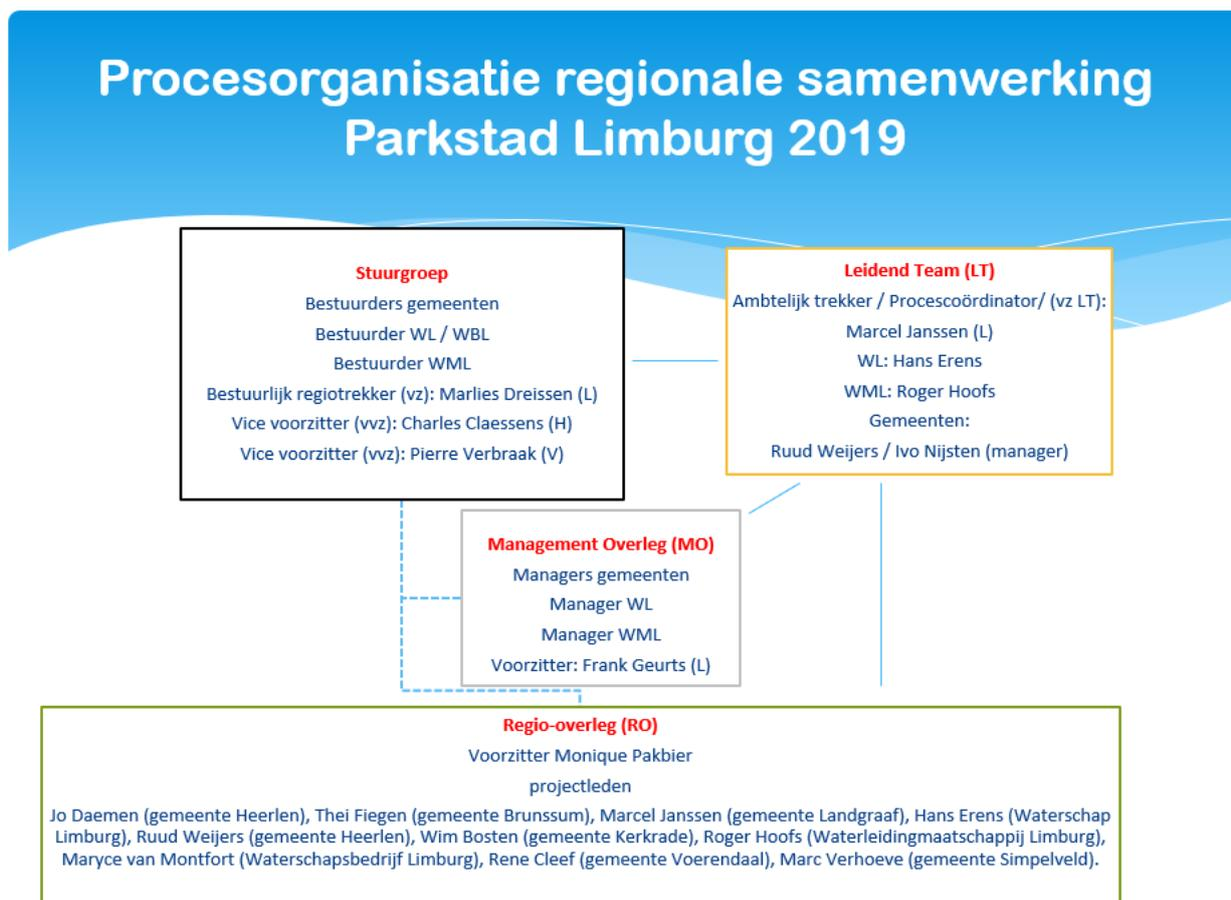 Procesorganisatie regionale samenwerking
Parkstad Limburg 2019
Stuurgroep
Bestuurders gemeenten
Bestuurder WL / WBL
Bestuurder WML
Bestuurlijk regiotrekker (vz): Marlies Dreissen (L)
Vice voorzitter (vvz): Charles Claessens (H)
Vice voorzitter (vvz): Pierre Verbraak (V)
Leidend Team (LT)
Ambtelijk trekker / Procescoördinator/ (vz LT):
Marcel Janssen (L)
WL: Hans Erens
WML: Roger Hoofs
Gemeenten:
Ruud Weijers / Ivo Nijsten (manager)
Management Overleg (MO)
Managers gemeenten
Manager WL
Manager WML
Voorzitter: Frank Geurts (L)
Regio-overleg (RO)
Voorzitter Monique Pakbier
projectleden
Jo Daemen (gemeente Heerlen), Thei Fiegen (gemeente Brunssum), Marcel Janssen (gemeente Landgraaf), Hans Erens (Waterschap
Limburg), Ruud Weijers (gemeente Heerlen), Wim Bosten (gemeente Kerkrade), Roger Hoofs (Waterleidingmaatschappij Limburg),
Maryce van Montfort (Waterschapsbedrijf Limburg), Rene Cleef (gemeente Voerendaal), Marc Verhoeve (gemeente Simpelveld).